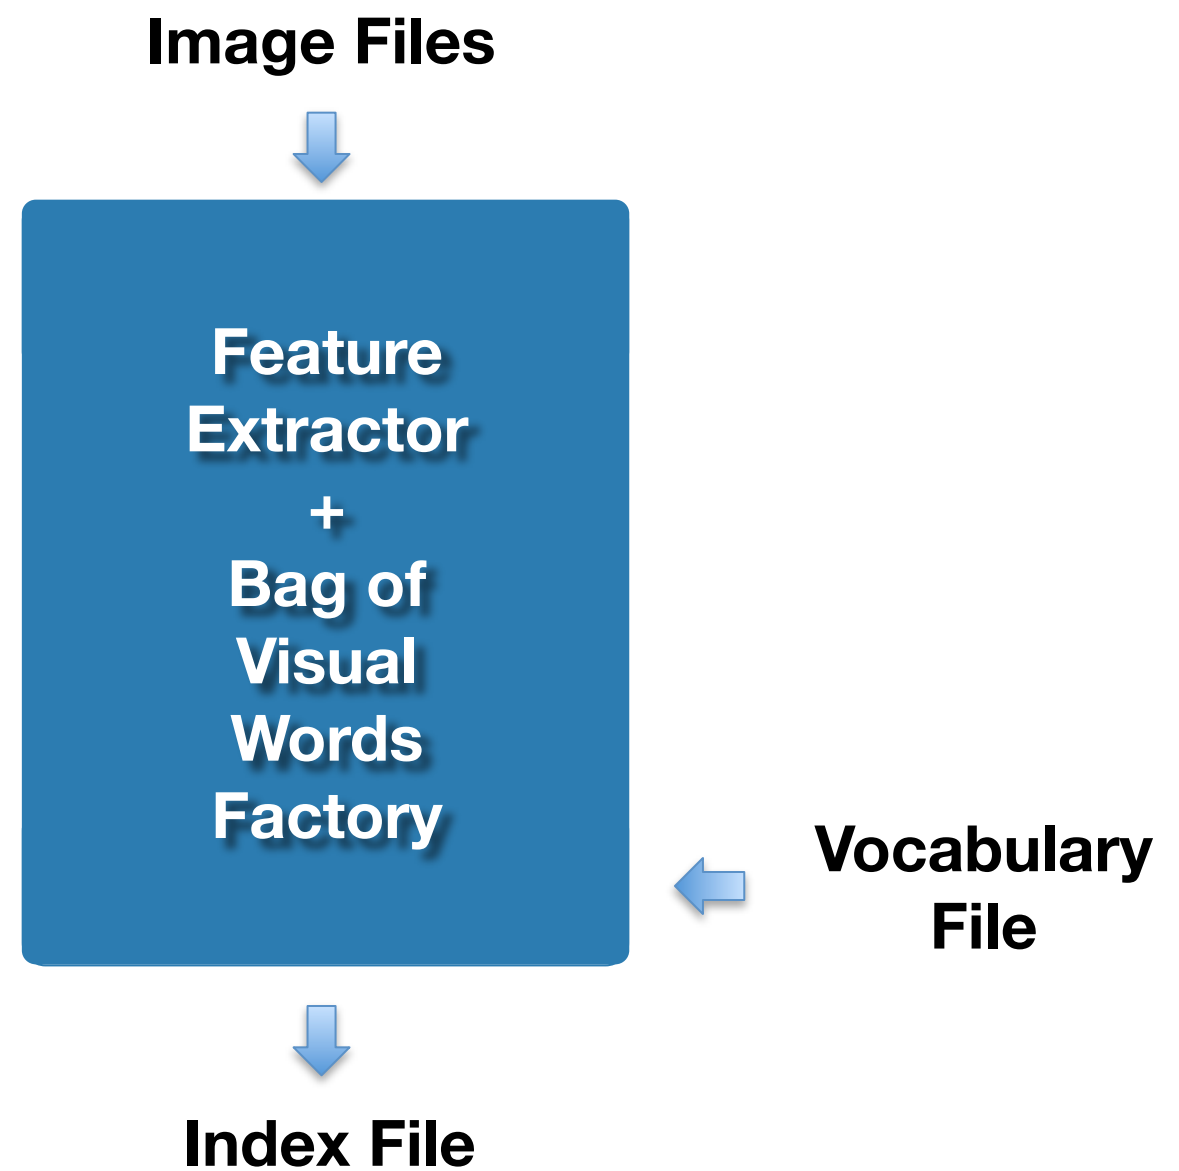 Image Files
Feature
Extractor
+
Bag of
Visual
Words
Factory
Vocabulary
File
Index File